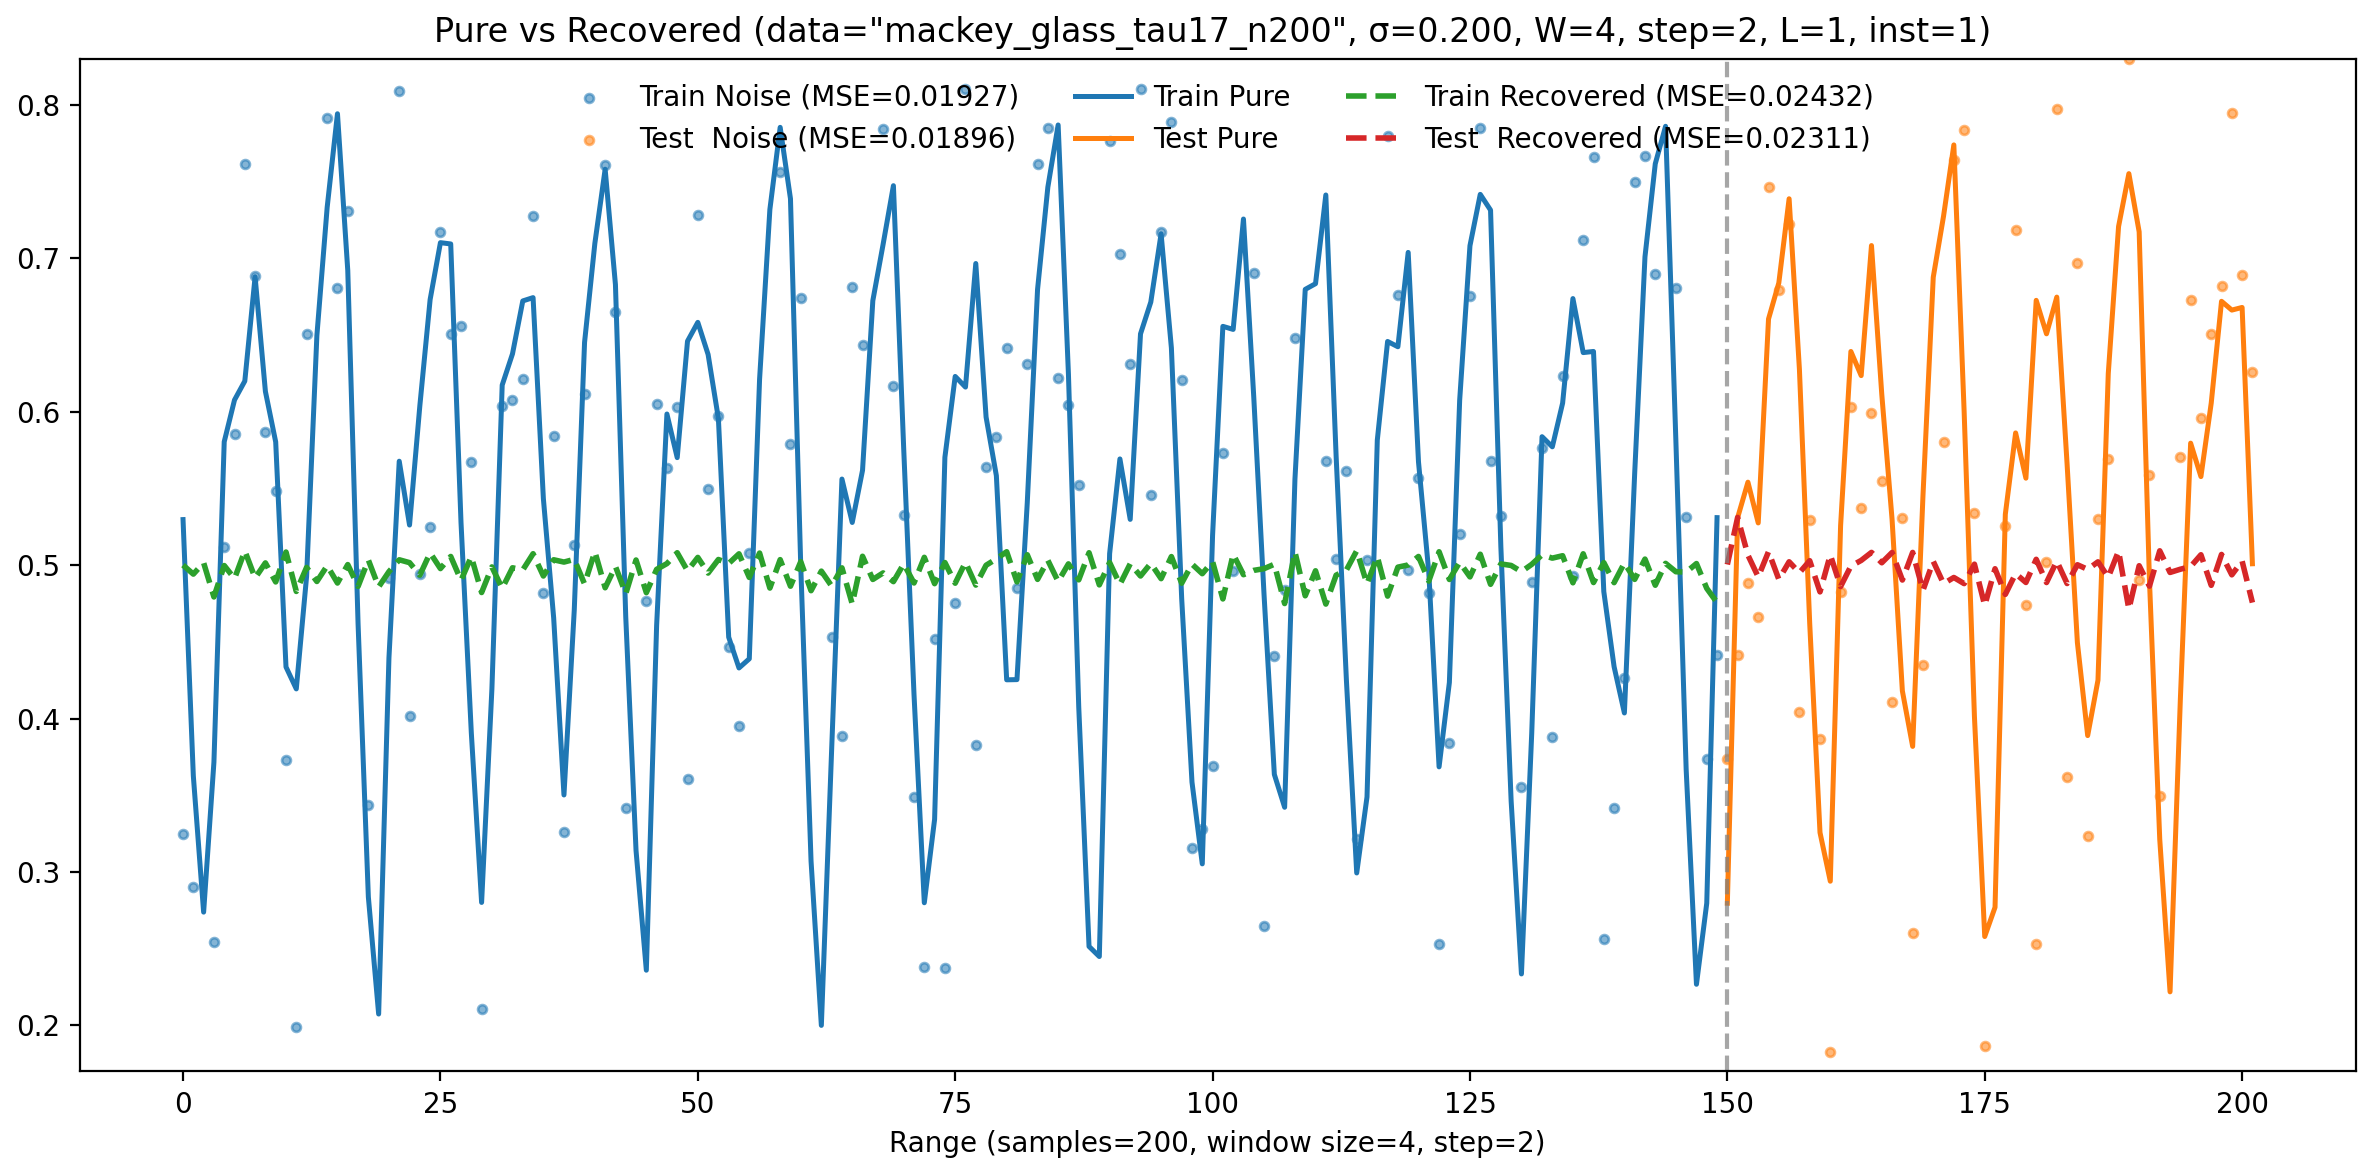 Pure vs Recovered (data="mackey_glass_tau17_n200", σ=0.200, W=4, step=2, L=1, inst=1)
Train Noise (MSE=0.01927)
Test  Noise (MSE=0.01896)
Train Pure
Test Pure
Train Recovered (MSE=0.02432)
Test  Recovered (MSE=0.02311)
0.8
0.7
0.6
0.5
0.4
0.3
0.2
0 25 50 75 100 125 150 175 200
Range (samples=200, window size=4, step=2)